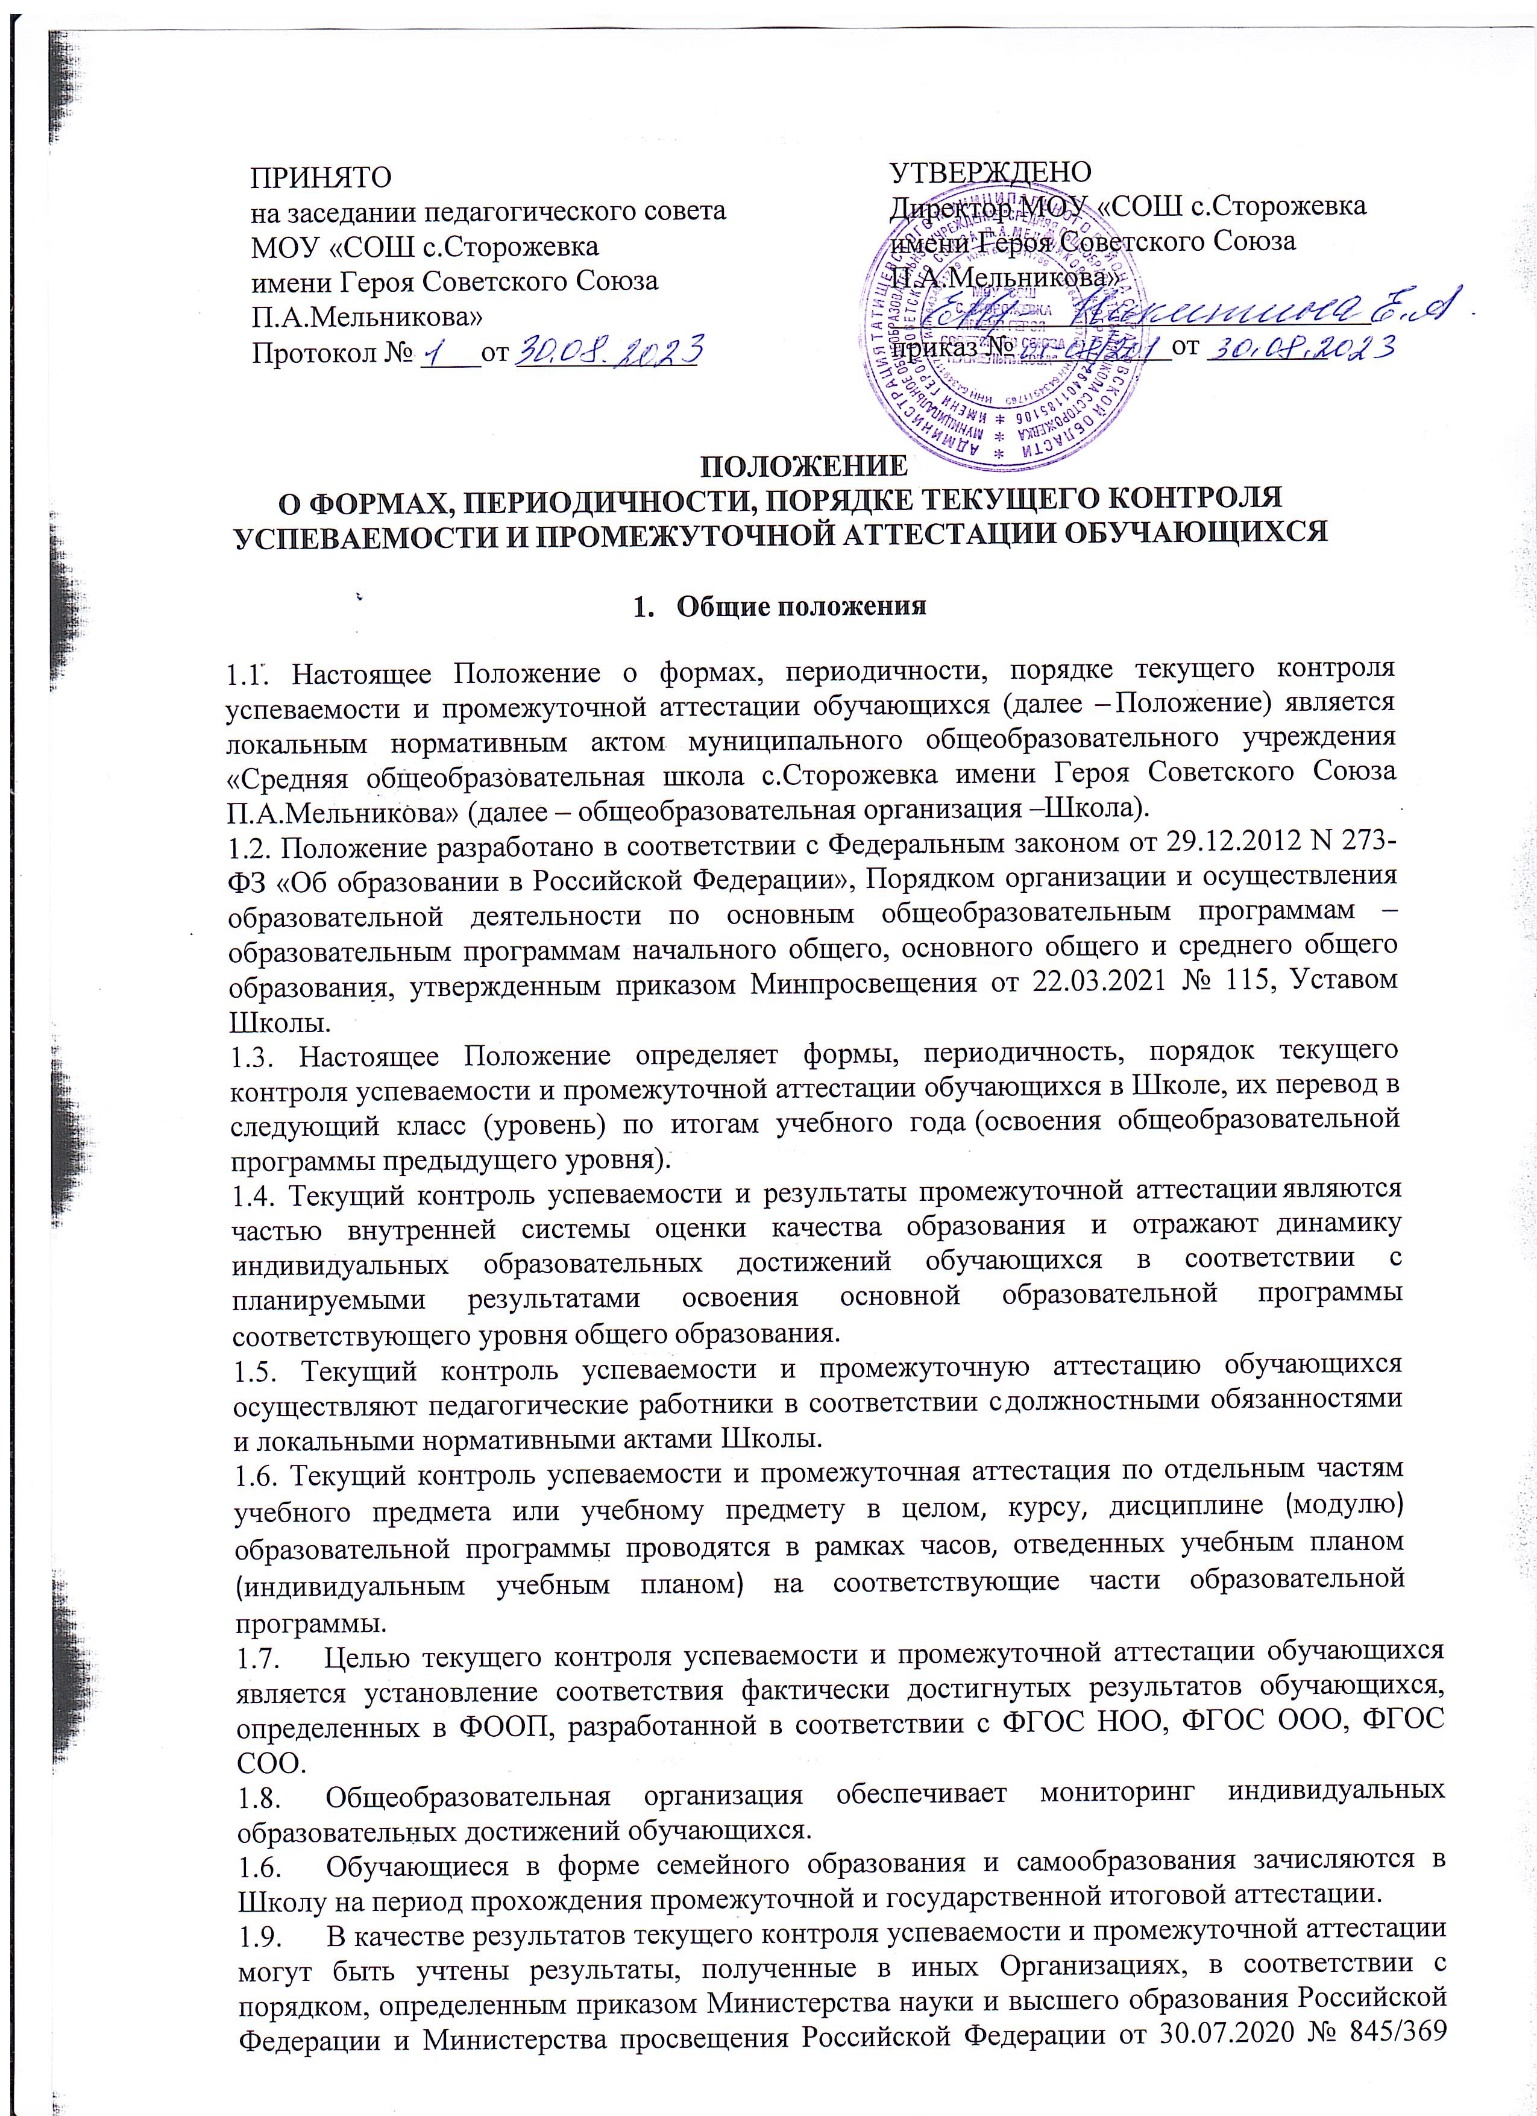 ПРИНЯТО
на заседании педагогического совета
МОУ «СОШ с.Сторожевка
имени Героя Советского Союза
П.А.Мельникова»
Протокол № 1 от 30.08.2023
УТВЕРЖДЕНО
Директор МОУ «СОШ с.Сторожевка
имени Героя Советского Союза
П.А.Мельникова»
Е.А.
приказ № от 30.08.2023
ПОЛОЖЕНИЕ
О ФОРМАХ, ПЕРИОДИЧНОСТИ, ПОРЯДКЕ ТЕКУЩЕГО КОНТРОЛЯ
УСПЕВАЕМОСТИ И ПРОМЕЖУТОЧНОЙ АТТЕСТАЦИИ ОБУЧАЮЩИХСЯ
1. Общие положения
1.1. Настоящее Положение о формах, периодичности, порядке текущего контроля
успеваемости и промежуточной аттестации обучающихся (далее – Положение) является
локальным нормативным актом муниципального общеобразовательного учреждения
«Средняя общеобразовательная школа с.Сторожевка имени Героя Советского Союза
П.А.Мельникова» (далее – общеобразовательная организация –Школа).
1.2. Положение разработано в соответствии с Федеральным законом от 29.12.2012 N 273-
ФЗ «Об образовании в Российской Федерации», Порядком организации и осуществления
образовательной деятельности по основным общеобразовательным программам –
образовательным программам начального общего, основного общего и среднего общего
образования, утвержденным приказом Минпросвещения от 22.03.2021 № 115, Уставом
Школы.
1.3. Настоящее Положение определяет формы, периодичность, порядок текущего
контроля успеваемости и промежуточной аттестации обучающихся в Школе, их перевод в
следующий класс (уровень) по итогам учебного года (освоения общеобразовательной
программы предыдущего уровня).
1.4. Текущий контроль успеваемости и результаты промежуточной аттестации являются
частью внутренней системы оценки качества образования и отражают динамику
индивидуальных образовательных достижений обучающихся в соответствии с
планируемыми результатами освоения основной образовательной программы
соответствующего уровня общего образования.
1.5. Текущий контроль успеваемости и промежуточную аттестацию обучающихся
осуществляют педагогические работники в соответствии с должностными обязанностями
и локальными нормативными актами Школы.
1.6. Текущий контроль успеваемости и промежуточная аттестация по отдельным частям
учебного предмета или учебному предмету в целом, курсу, дисциплине (модулю)
образовательной программы проводятся в рамках часов, отведенных учебным планом
(индивидуальным учебным планом) на соответствующие части образовательной
программы.
1.7. Целью текущего контроля успеваемости и промежуточной аттестации обучающихся
является установление соответствия фактически достигнутых результатов обучающихся,
определенных в ФООП, разработанной в соответствии с ФГОС НОО, ФГОС ООО, ФГОС
СОО.
1.8. Общеобразовательная организация обеспечивает мониторинг индивидуальных
образовательных достижений обучающихся.
1.6. Обучающиеся в форме семейного образования и самообразования зачисляются в
Школу на период прохождения промежуточной и государственной итоговой аттестации.
1.9. В качестве результатов текущего контроля успеваемости и промежуточной аттестации
могут быть учтены результаты, полученные в иных Организациях, в соответствии с
порядком, определенным приказом Министерства науки и высшего образования Российской
Федерации и Министерства просвещения Российской Федерации от 30.07.2020 № 845/369